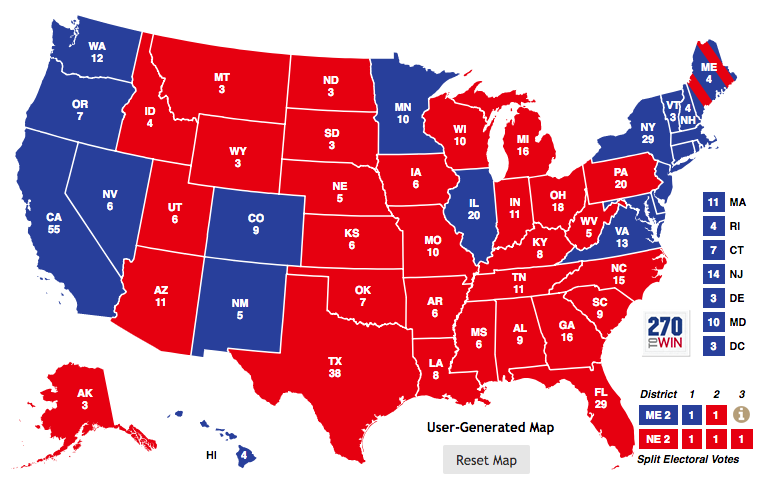 WA
12
OR
7
CA
55
NV
6
ID
4
MT
3
WY
3
UT
6
AZ
11
CO
9
NM
5
ND
3
SD
3
NE
5
KS
6
OK
7
TX
38
MN
10
IA
6
MO
10
AR
6
LA
8
WI
10
IL
20
MI
16
IN
11
OH
18
KY
8
TN
11
MS
6
AL
9
GA
16
FL
29
SC
9
NC
15
VA
13
WV
5
PA
20
NY
29
VT
3
4
NH
ME
4
AK
3
HI
4
11 MA
4 RI
7 CT
14 NJ
3 DE
10 MD
3 DC
270
TO WIN
District 1 2 3
ME 2 1 1 i
NE 2 1 1 1
Split Electoral Votes
User-Generated Map
Reset Map